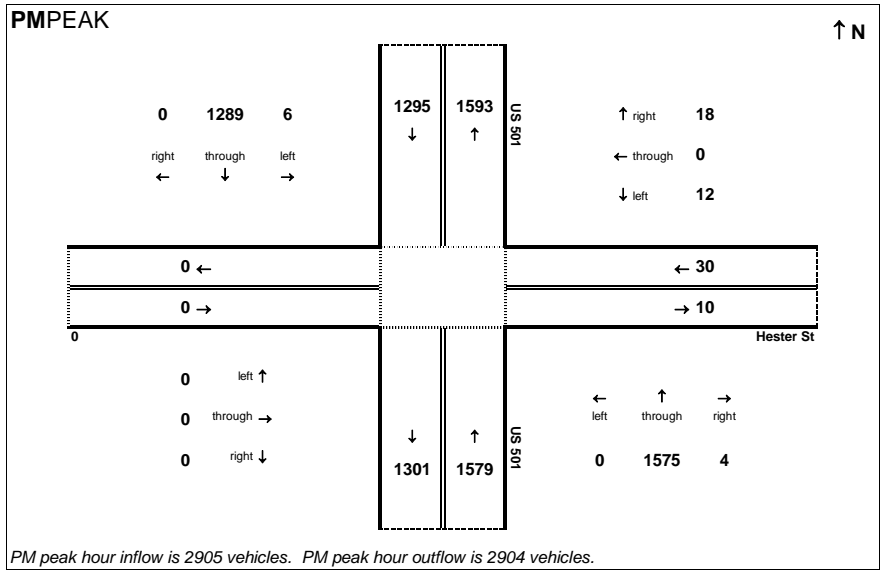 PMPEAK
↑ N
0 1289 6
right through left
← ↓ →
1295 1593
↓ ↑
US 501
↑ right 18
← through 0
↓ left 12
0 ←
0 →
← 30
→ 10
0
Hester St
0 left ↑
0 through →
0 right ↓
↓ ↑
1301 1579
US 501
← ↑ →
left through right
0 1575 4
PM peak hour inflow is 2905 vehicles. PM peak hour outflow is 2904 vehicles.